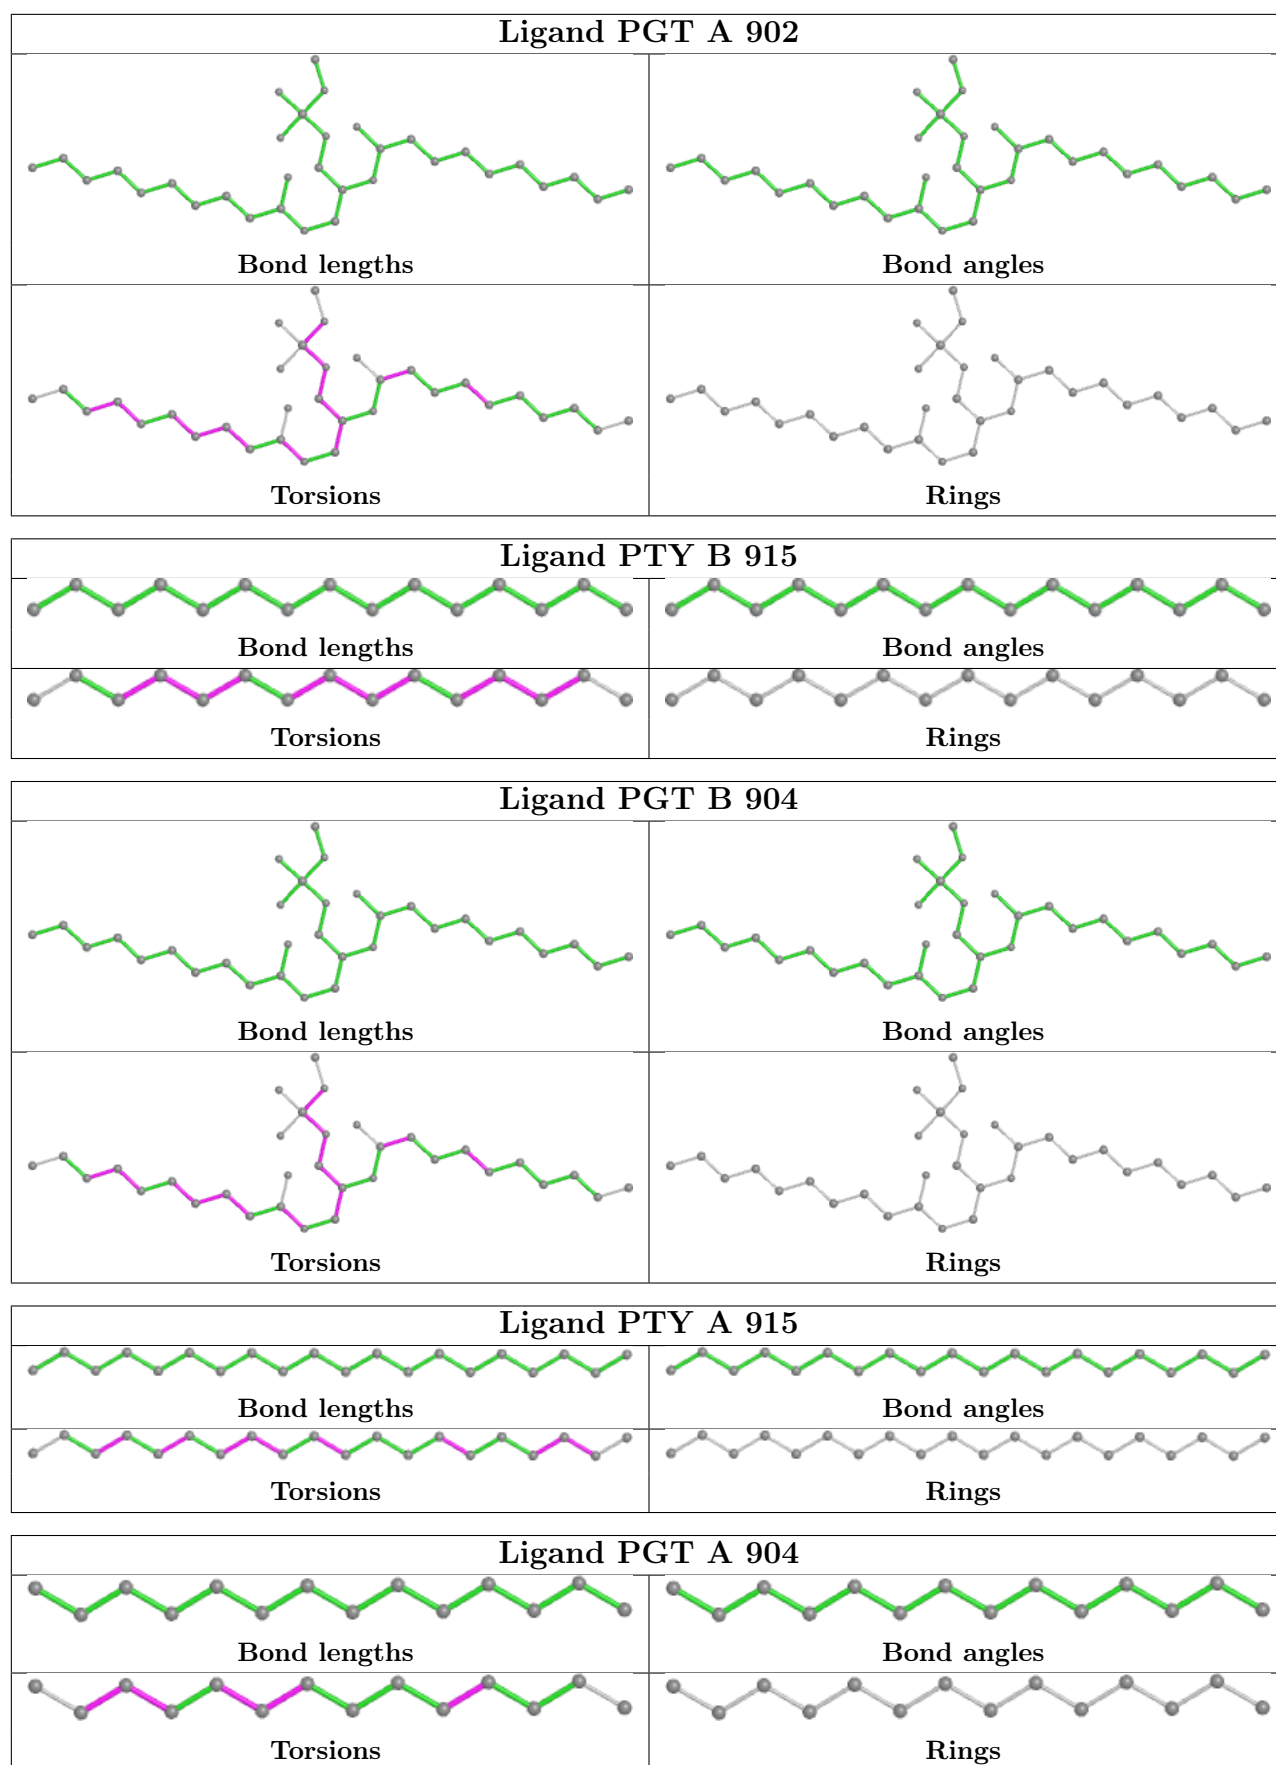 Ligand PGT A 902
Bond lengths
Bond angles
Torsions
Rings
Ligand PTY B 915
Bond lengths
Bond angles
Torsions
Rings
Ligand PGT B 904
Bond lengths
Bond angles
Torsions
Rings
Ligand PTY A 915
Bond lengths
Bond angles
Torsions
Rings
Ligand PGT A 904
Bond lengths
Bond angles
Torsions
Rings